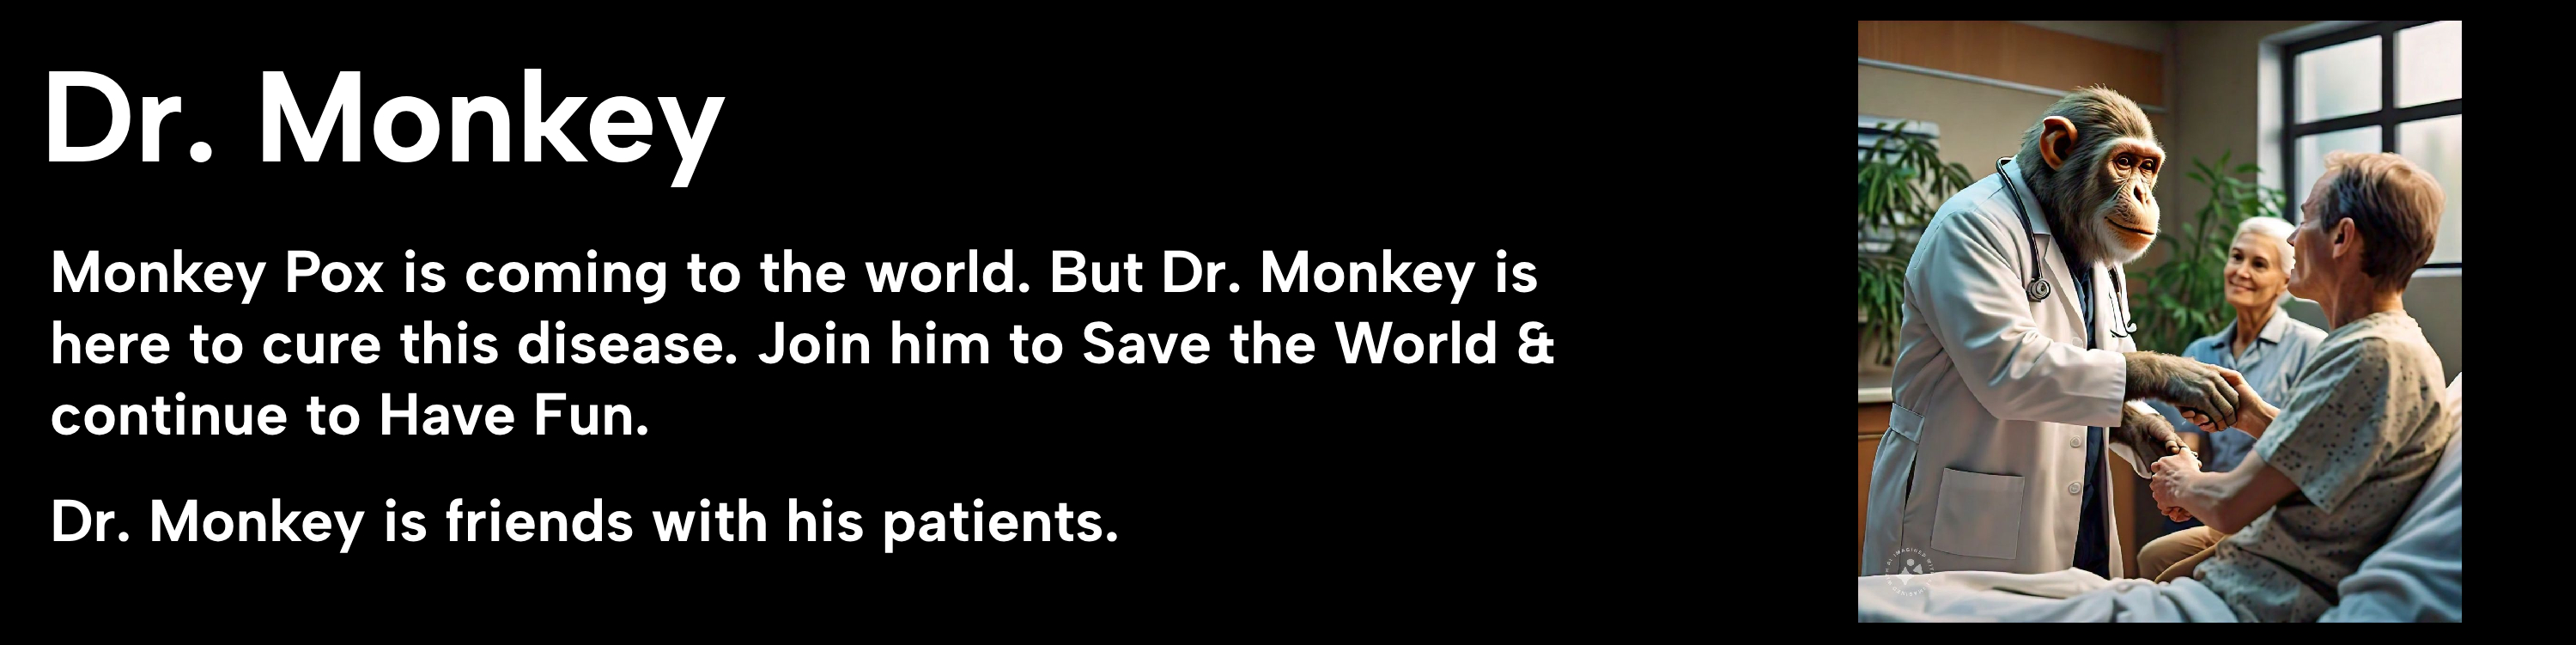 Dr. Monkey
Monkey Pox is coming to the world. But Dr. Monkey is
here to cure this disease. Join him to Save the World &
continue to Have Fun.
Dr. Monkey is friends with his patients.